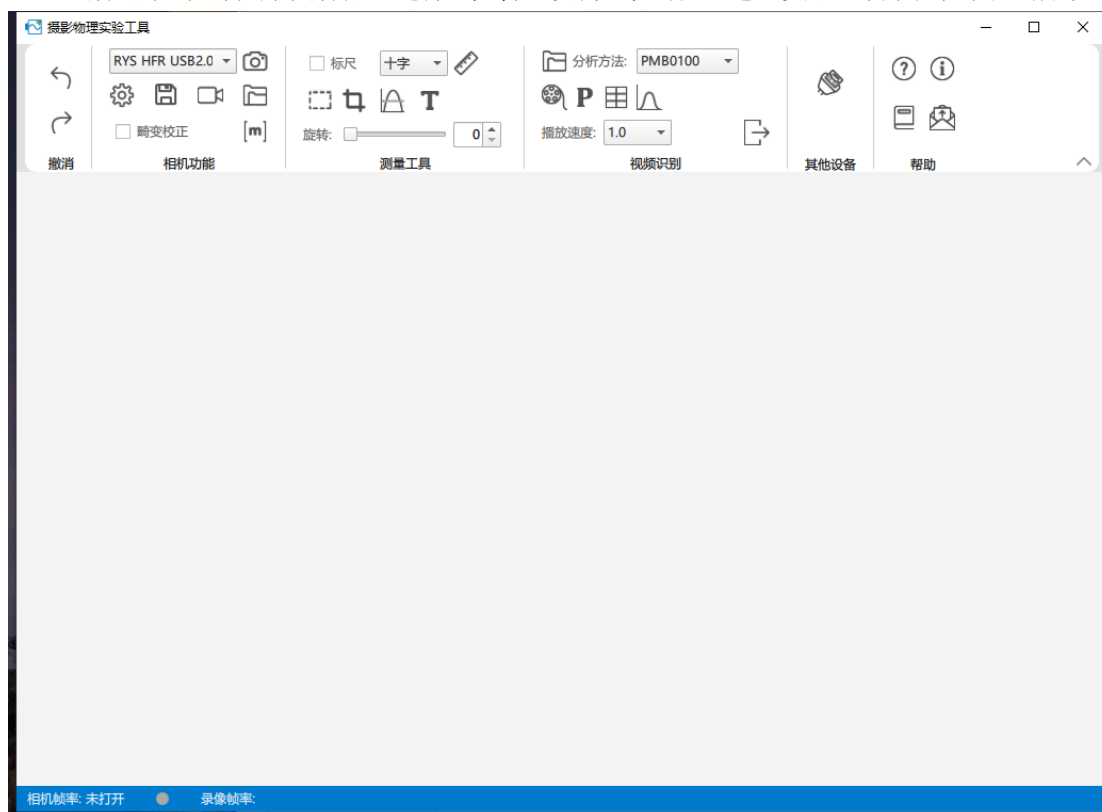 摄影物理实验工具
RYS HFR USB2.0
标尺 十字
分析方法: PMB0100
T
P
畸变校正 [m]
旋转: 0
播放速度: 1.0
撤消 相机功能 测量工具 视频识别 其他设备 帮助
相机帧率: 未打开 录像帧率: